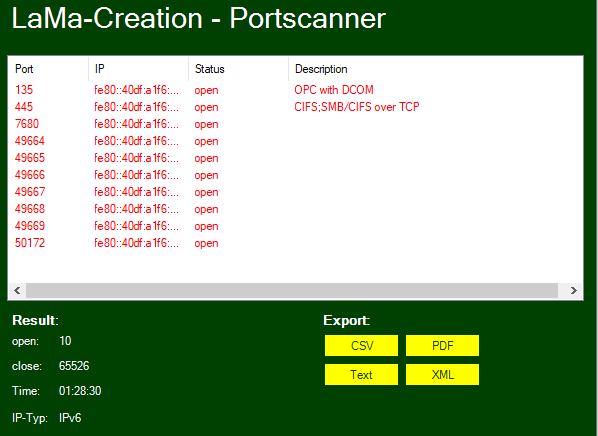 LaMa-Creation - Portscanner
Port IP Status Description
135 fe80::40df:a1f6:... open OPC with DCOM
445 fe80::40df:a1f6:... open CIFS;SMB/CIFS over TCP
7680 fe80::40df:a1f6:... open
49664 fe80::40df:a1f6:... open
49665 fe80::40df:a1f6:... open
49666 fe80::40df:a1f6:... open
49667 fe80::40df:a1f6:... open
49668 fe80::40df:a1f6:... open
49669 fe80::40df:a1f6:... open
50172 fe80::40df:a1f6:... open
Result:
open: 10
close: 65526
Time: 01:28:30
IP-Typ: IPv6
Export:
CSV PDF
Text XML